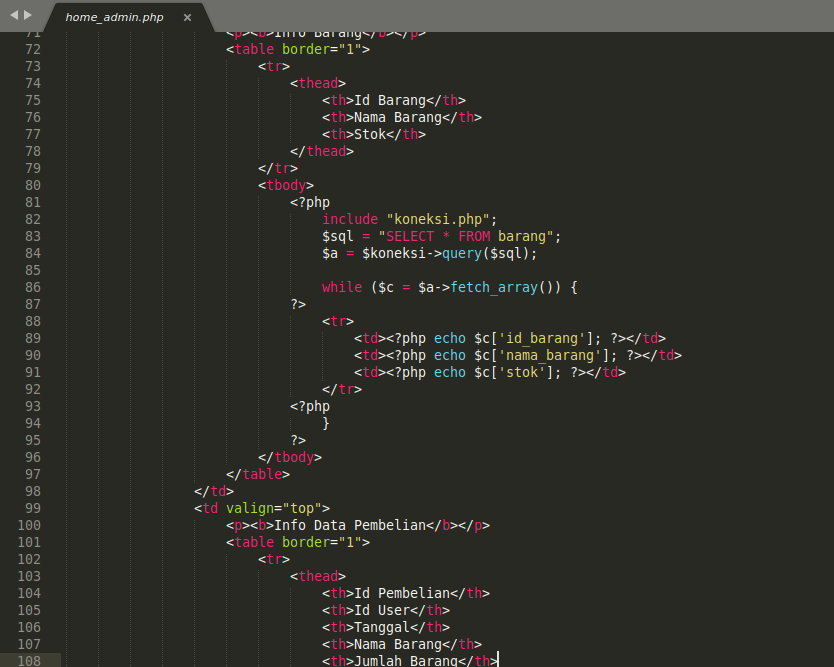 home_admin.php ×
71 <p><b>Info Barang</b></p>
72 <table border="1">
73 <tr>
74 <thead>
75 <th>Id Barang</th>
76 <th>Nama Barang</th>
77 <th>Stok</th>
78 </thead>
79 </tr>
80 <tbody>
81 <?php
82 include "koneksi.php";
83 $sql = "SELECT * FROM barang";
84 $a = $koneksi->query($sql);
85
86 while ($c = $a->fetch_array()) {
87 ?>
88 <tr>
89 <td><?php echo $c['id_barang']; ?></td>
90 <td><?php echo $c['nama_barang']; ?></td>
91 <td><?php echo $c['stok']; ?></td>
92 </tr>
93 <?php
94 }
95 ?>
96 </tbody>
97 </table>
98 </td>
99 <td valign="top">
100 <p><b>Info Data Pembelian</b></p>
101 <table border="1">
102 <tr>
103 <thead>
104 <th>Id Pembelian</th>
105 <th>Id User</th>
106 <th>Tanggal</th>
107 <th>Nama Barang</th>
108 <th>Jumlah Barang</th>